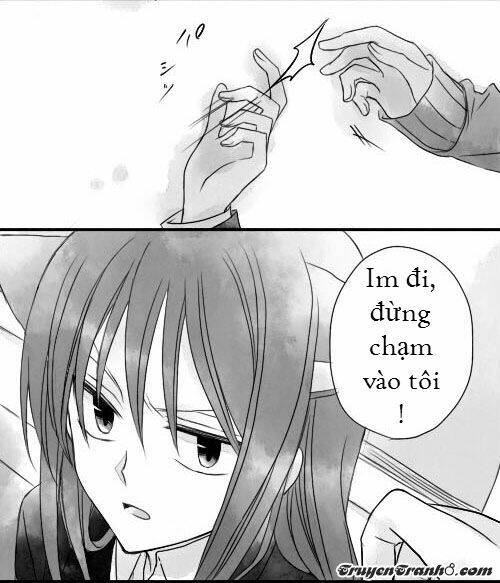 Im đi,
đừng
chạm
vào tôi
!
TruyenTranh8.com